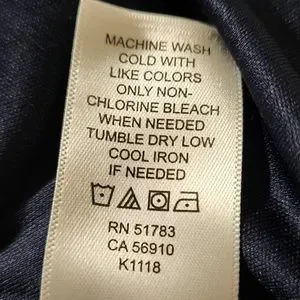 MACHINE WASH
COLD WITH
LIKE COLORS
ONLY NON-
CHLORINE BLEACH
WHEN NEEDED
TUMBLE DRY LOW
COOL IRON
IF NEEDED
RN 51783
CA 56910
K1118